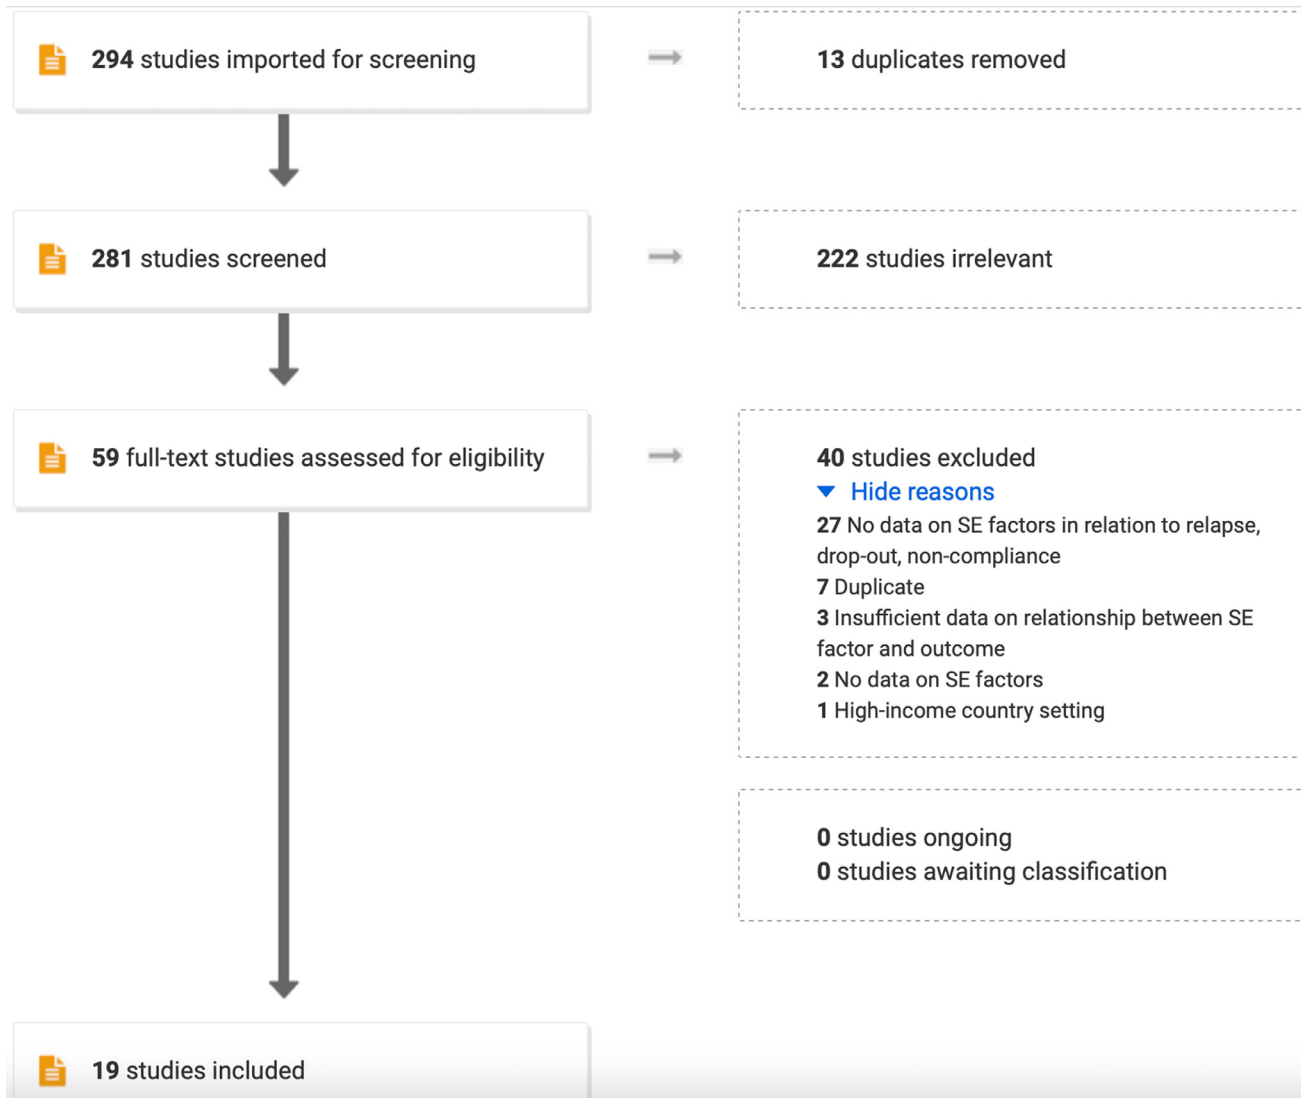 294 studies imported for screening
13 duplicates removed
281 studies screened
222 studies irrelevant
59 full-text studies assessed for eligibility
40 studies excluded
Hide reasons
27 No data on SE factors in relation to relapse,
drop-out, non-compliance
7 Duplicate
3 Insufficient data on relationship between SE
factor and outcome
2 No data on SE factors
1 High-income country setting
0 studies ongoing
0 studies awaiting classification
19 studies included